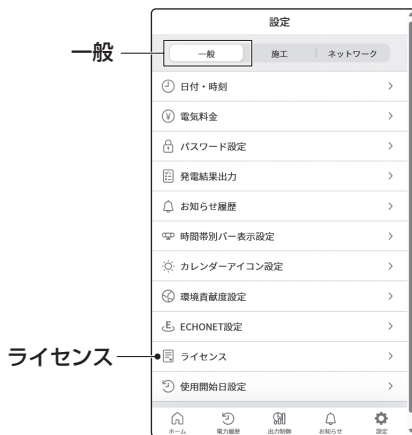 設定
一般
一般 施工 ネットワーク
日付・時刻
電気料金
パスワード設定
発電結果出力
お知らせ履歴
時間帯別バー表示設定
カレンダーアイコン設定
環境貢献度設定
ECHONET設定
ライセンス
ライセンス
使用開始日設定
ホーム 電力履歴 出力制御 お知らせ 設定